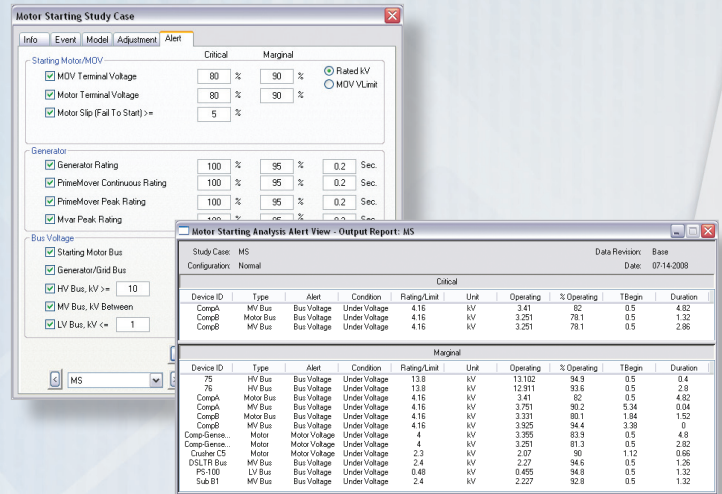 Motor Starting Study Case
Info Event Model Adjustment Alert
Critical Marginal
Starting Motor/MOV
MOV Terminal Voltage 80 % 90 % Rated kV
MOV VLimit
Motor Terminal Voltage 80 % 90 %
Motor Slip (Fail To Start) >= 5 %
Generator
Generator Rating 100 % 95 % 0.2 Sec.
PrimeMover Continuous Rating 100 % 95 % 0.2 Sec.
PrimeMover Peak Rating 100 % 95 % 0.2 Sec.
Mvar Peak Rating 100 % 95 % 0.2 Sec.
Bus Voltage
Starting Motor Bus
Generator/Grid Bus
HV Bus, kV >= 10
MV Bus, kV Between
LV Bus, kV <= 1
< MS
Motor Starting Analysis Alert View - Output Report: MS
Study Case: MS Data Revision: Base
Configuration: Normal Date: 07-14-2008
Critical
Device ID Type Alert Condition Rating/Limit Unit Operating % Operating TBegin Duration
CompA MV Bus Bus Voltage Under Voltage 4.16 kV 3.41 82 0.5 4.82
CompB Motor Bus Bus Voltage Under Voltage 4.16 kV 3.251 78.1 0.5 1.32
CompB MV Bus Bus Voltage Under Voltage 4.16 kV 3.251 78.1 0.5 2.86
Marginal
Device ID Type Alert Condition Rating/Limit Unit Operating % Operating TBegin Duration
75 HV Bus Bus Voltage Under Voltage 13.8 kV 13.102 94.9 0.5 0.4
76 HV Bus Bus Voltage Under Voltage 13.8 kV 12.911 93.6 0.5 2.8
CompA Motor Bus Bus Voltage Under Voltage 4.16 kV 3.41 82 0.5 4.82
CompA MV Bus Bus Voltage Under Voltage 4.16 kV 3.751 90.2 5.34 0.04
CompB Motor Bus Bus Voltage Under Voltage 4.16 kV 3.331 80.1 1.84 1.52
CompB MV Bus Bus Voltage Under Voltage 4.16 kV 3.925 94.4 3.38 0
Comp-Gense... Motor Motor Voltage Under Voltage 4 kV 3.355 83.9 0.5 4.8
Comp-Gense... Motor Motor Voltage Under Voltage 4 kV 3.251 81.3 0.5 2.82
Crusher C5 Motor Motor Voltage Under Voltage 2.3 kV 2.07 90 1.12 0.66
DSLTR Bus MV Bus Bus Voltage Under Voltage 2.4 kV 2.27 94.6 0.5 1.26
PS-100 LV Bus Bus Voltage Under Voltage 0.48 kV 0.455 94.8 0.5 1.32
Sub B1 MV Bus Bus Voltage Under Voltage 2.4 kV 2.227 92.8 0.5 1.32